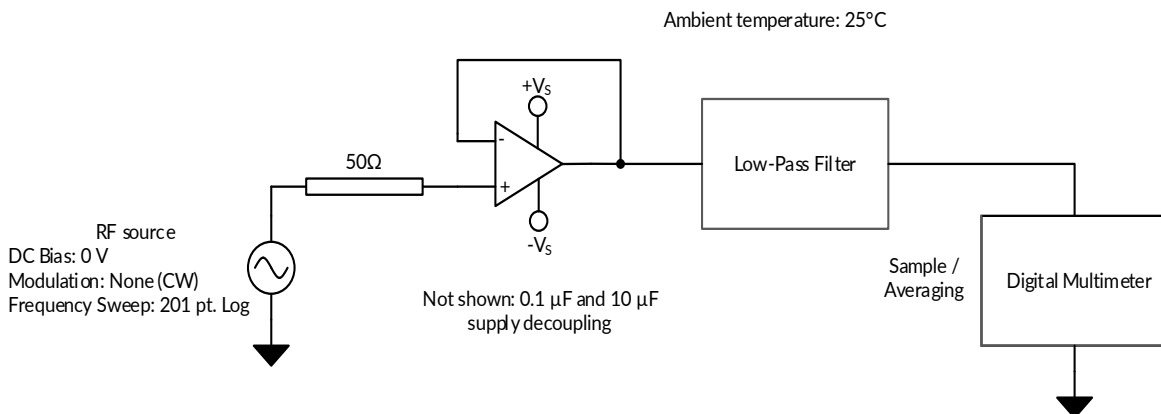 Ambient temperature: 25°C
+VS
-
50Ω
Low-Pass Filter
+
RF source
-VS
DC Bias: 0 V
Modulation: None (CW)
Frequency Sweep: 201 pt. Log
Not shown: 0.1 µF and 10 µF
supply decoupling
Sample /
Averaging
Digital Multimeter